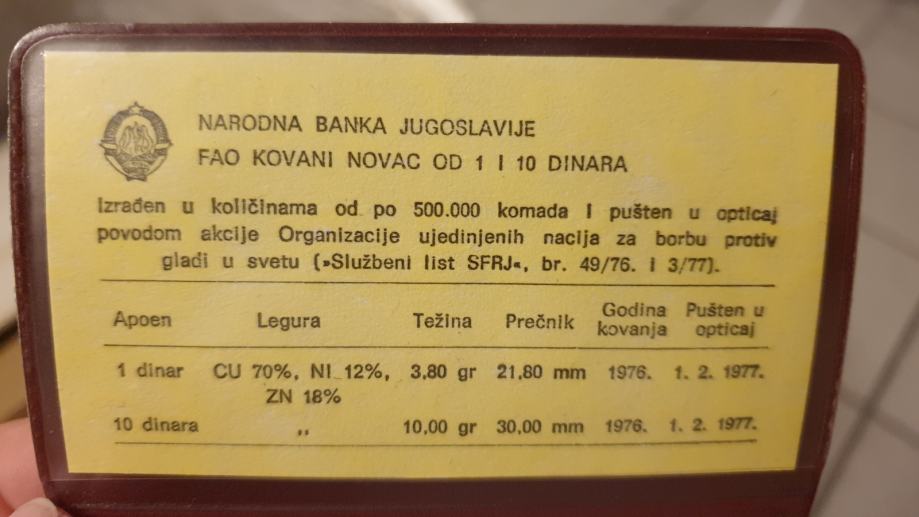 NARODNA BANKA JUGOSLAVIJE
FAO KOVANI NOVAC OD 1 I 10 DINARA
Izrađen u količinama od po 500.000 komada i pušten u opticaj
povodom akcije Organizacije ujedinjenih nacija za borbu protiv
gladi u svetu (»Službeni list SFRJ«, br. 49/76. i 3/77).
Apoen Legura Težina Prečnik Godina kovanja Pušten u opticaj
1 dinar CU 70%, NI 12%, 3,80 gr 21,80 mm 1976. 1. 2. 1977.
ZN 18%
10 dinara „ 10,00 gr 30,00 mm 1976. 1. 2. 1977.